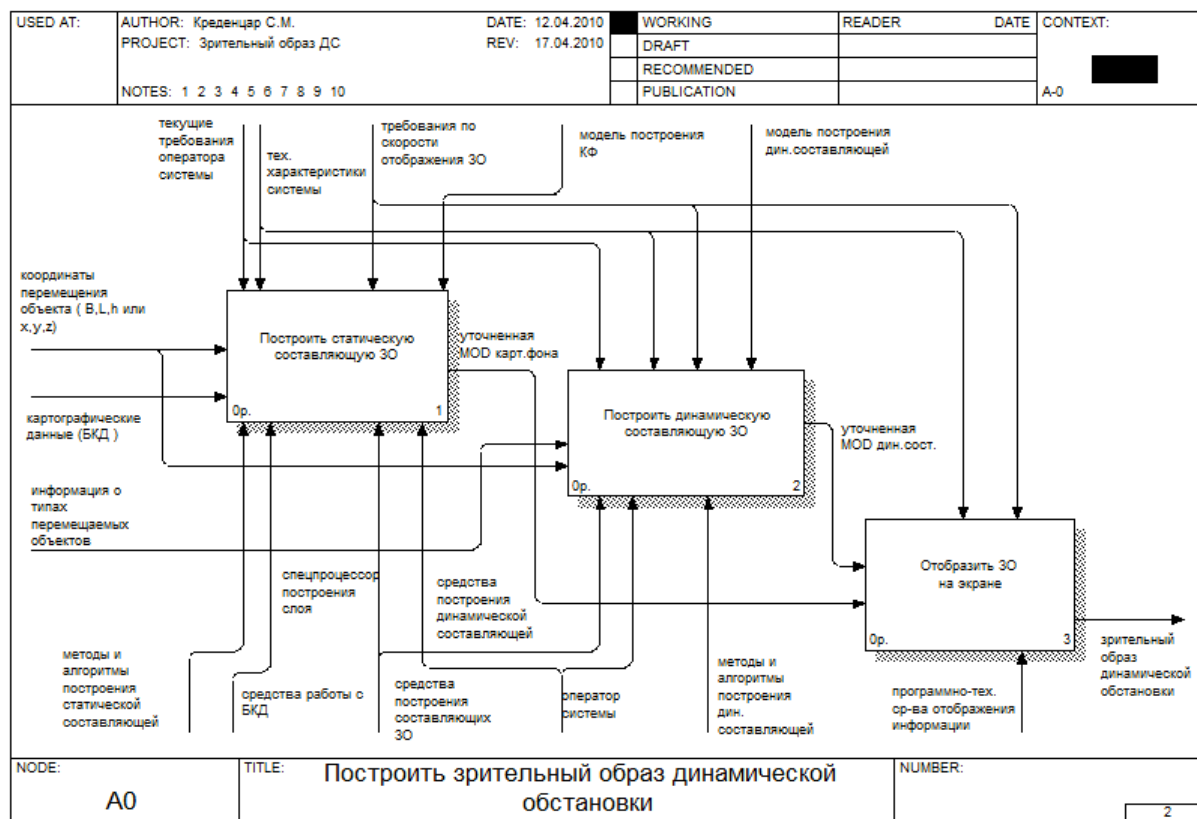 USED AT:
AUTHOR: Креденцар С.М.
DATE: 12.04.2010
PROJECT: Зрительный образ ДС
REV: 17.04.2010
NOTES: 1 2 3 4 5 6 7 8 9 10
WORKING
DRAFT
RECOMMENDED
PUBLICATION
READER
DATE
CONTEXT:
A-0
текущие
требования
оператора
системы
тех.
характеристики
системы
требования по
скорости
отображения ЗО
модель построения
КФ
модель построения
дин.составляющей
координаты
перемещения
объекта ( B,L,h или
x,y,z)
Построить статическую
составляющую ЗО
0р.
1
уточненная
MOD карт.фона
картографические
данные (БКД )
Построить динамическую
составляющую ЗО
0р.
2
уточненная
MOD дин.сост.
информация о
типах
перемещаемых
объектов
Отобразить ЗО
на экране
0р.
3
спецпроцессор
построения
слоя
средства
построения
динамической
составляющей
зрительный
образ
динамической
обстановки
методы и
алгоритмы
построения
статической
составляющей
средства работы с
БКД
средства
построения
составляющих
ЗО
оператор
системы
методы и
алгоритмы
построения
дин.
составляющей
программно-тех.
ср-ва отображения
информации
NODE:
A0
TITLE:
Построить зрительный образ динамической
обстановки
NUMBER:
2